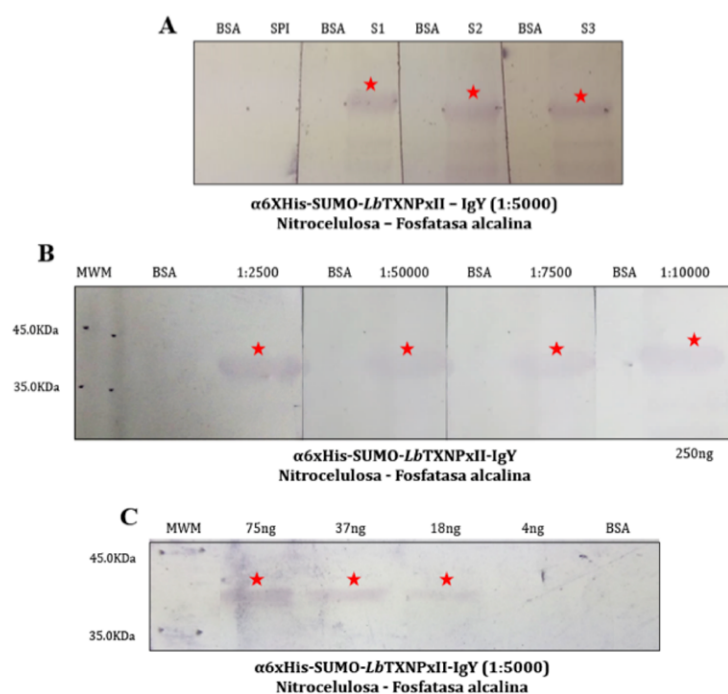 A
BSA SPI BSA S1 BSA S2 BSA S3
α6XHis-SUMO-LbTXNPxII – IgY (1:5000)
Nitrocelulosa – Fosfatasa alcalina
B
MWM BSA 1:2500 BSA 1:50000 BSA 1:7500 BSA 1:10000
45.0KDa
35.0KDa
α6xHis-SUMO-LbTXNPxII-IgY
250ng
Nitrocelulosa - Fosfatasa alcalina
C
MWM 75ng 37ng 18ng 4ng BSA
45.0KDa
35.0KDa
α6xHis-SUMO-LbTXNPxII-IgY (1:5000)
Nitrocelulosa - Fosfatasa alcalina